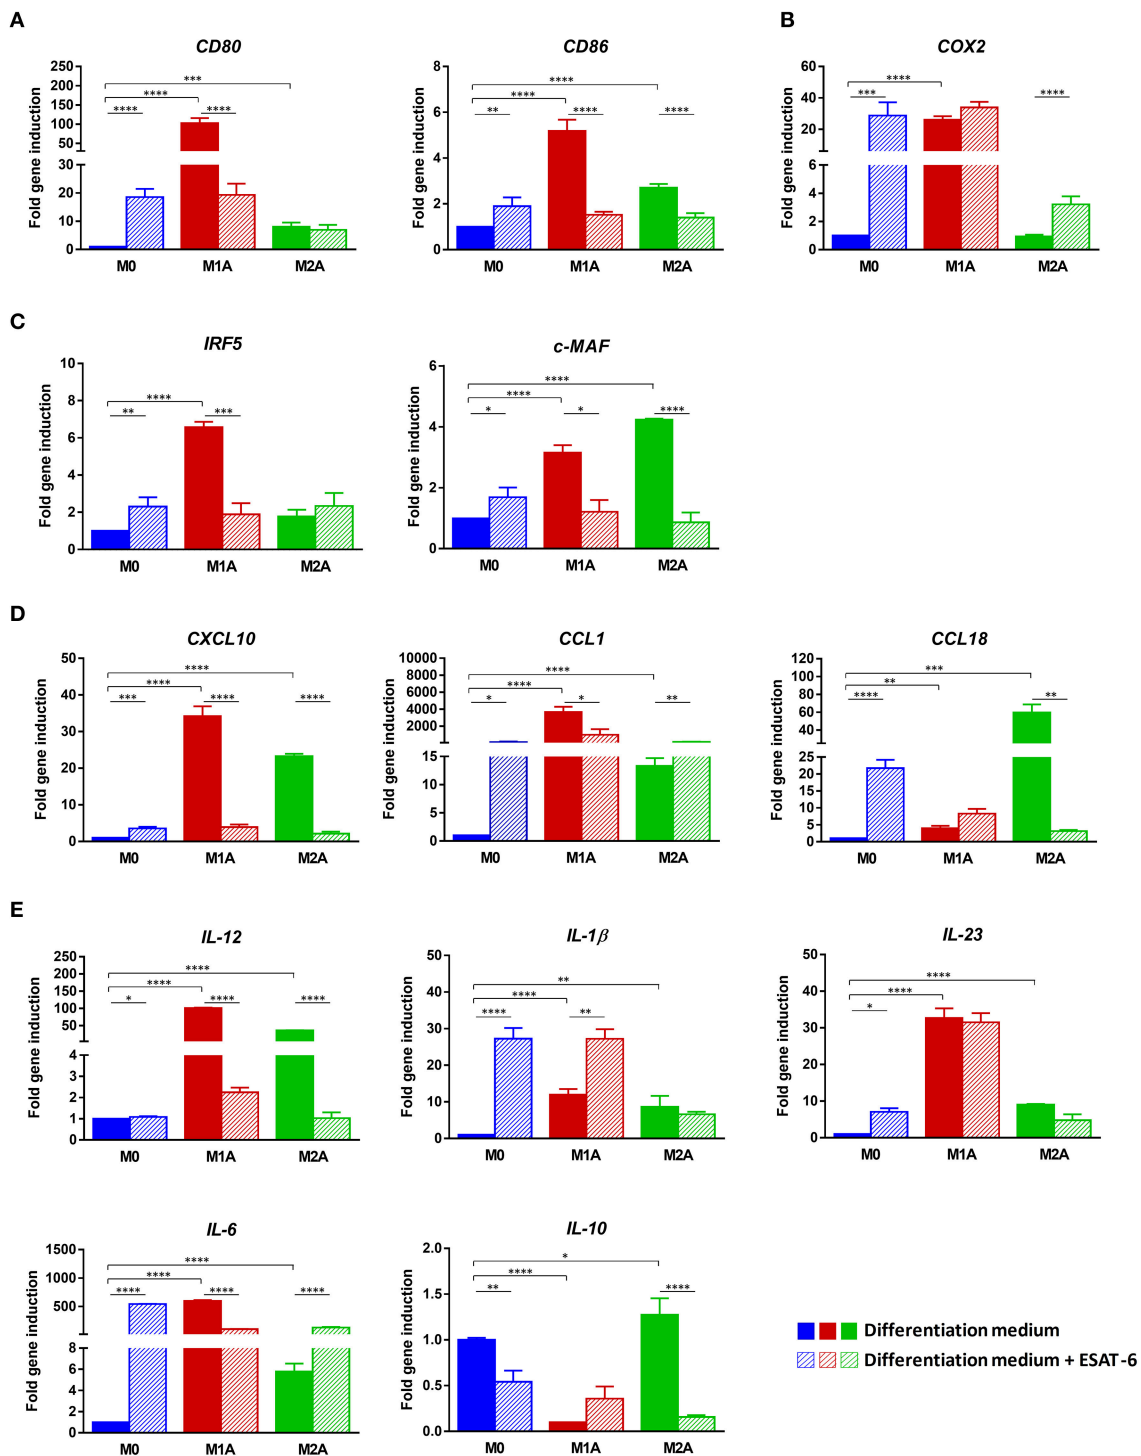 A
B
CD80
CD86
COX2
Fold gene induction
250
200
150
100
50
30
20
10
0
***
****
****
****
M0
M1A
M2A
Fold gene induction
8
6
4
2
0
****
****
**
****
****
M0
M1A
M2A
Fold gene induction
60
40
20
6
4
2
0
****
***
****
M0
M1A
M2A
C
IRF5
c-MAF
Fold gene induction
10
8
6
4
2
0
****
**
***
M0
M1A
M2A
Fold gene induction
6
4
2
0
****
****
*
*
****
M0
M1A
M2A
D
CXCL10
CCL1
CCL18
Fold gene induction
50
40
30
20
10
0
****
****
***
****
****
M0
M1A
M2A
Fold gene induction
10000
8000
6000
4000
2000
15
10
5
0
****
****
*
*
**
M0
M1A
M2A
Fold gene induction
120
100
80
60
40
25
20
15
10
5
0
***
**
****
**
M0
M1A
M2A
E
IL-12
IL-1β
IL-23
Fold gene induction
250
200
150
100
50
4
3
2
1
0
****
****
*
****
****
M0
M1A
M2A
Fold gene induction
50
40
30
20
10
0
**
****
****
**
M0
M1A
M2A
Fold gene induction
50
40
30
20
10
0
****
****
*
M0
M1A
M2A
IL-6
IL-10
Fold gene induction
1500
1000
500
8
6
4
2
0
****
****
****
****
****
M0
M1A
M2A
Fold gene induction
2.0
1.5
1.0
0.5
0.0
*
****
**
****
M0
M1A
M2A
Differentiation medium
Differentiation medium + ESAT-6